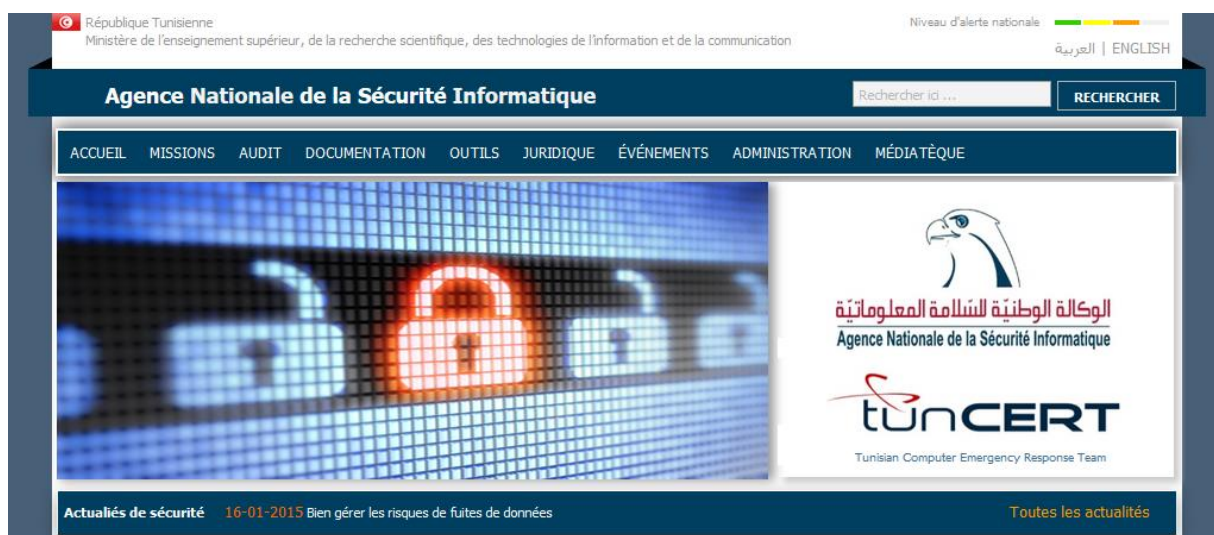 République Tunisienne
Ministère de l'enseignement supérieur, de la recherche scientifique, des technologies de l'information et de la communication
Niveau d'alerte nationale
العربية | ENGLISH
Agence Nationale de la Sécurité Informatique
Rechercher ici ...
RECHERCHER
ACCUEIL MISSIONS AUDIT DOCUMENTATION OUTILS JURIDIQUE ÉVÉNEMENTS ADMINISTRATION MÉDIATÈQUE
الوكالة الوطنيّة للسّلامة المعلوماتيّة
Agence Nationale de la Sécurité Informatique
tunCERT
Tunisian Computer Emergency Response Team
Actualiés de sécurité 16-01-2015 Bien gérer les risques de fuites de données
Toutes les actualités